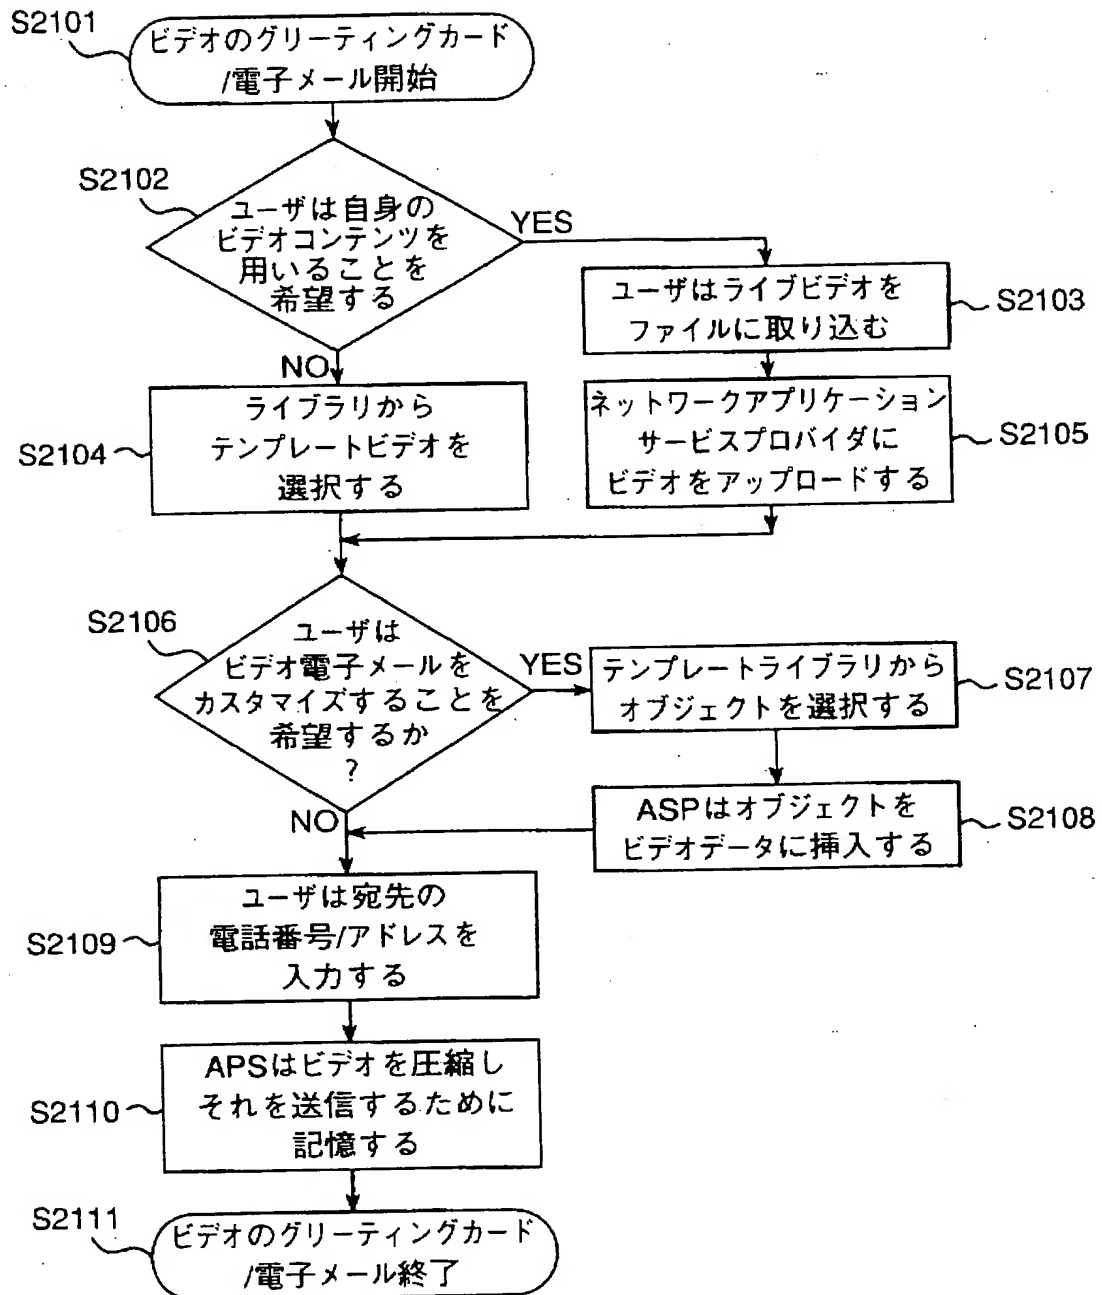 S2101
ビデオのグリーティングカード
/電子メール開始
S2102
ユーザは自身の
ビデオコンテンツを
用いることを
希望する
YES
ユーザはライブビデオを
ファイルに取り込む
S2103
NO
ライブラリから
テンプレートビデオを
選択する
S2104
ネットワークアプリケーション
サービスプロバイダに
ビデオをアップロードする
S2105
S2106
ユーザは
ビデオ電子メールを
カスタマイズすることを
希望するか
?
YES
テンプレートライブラリから
オブジェクトを選択する
S2107
NO
ASPはオブジェクトを
ビデオデータに挿入する
S2108
ユーザは宛先の
電話番号/アドレスを
入力する
S2109
APSはビデオを圧縮し
それを送信するために
記憶する
S2110
S2111
ビデオのグリーティングカード
/電子メール終了